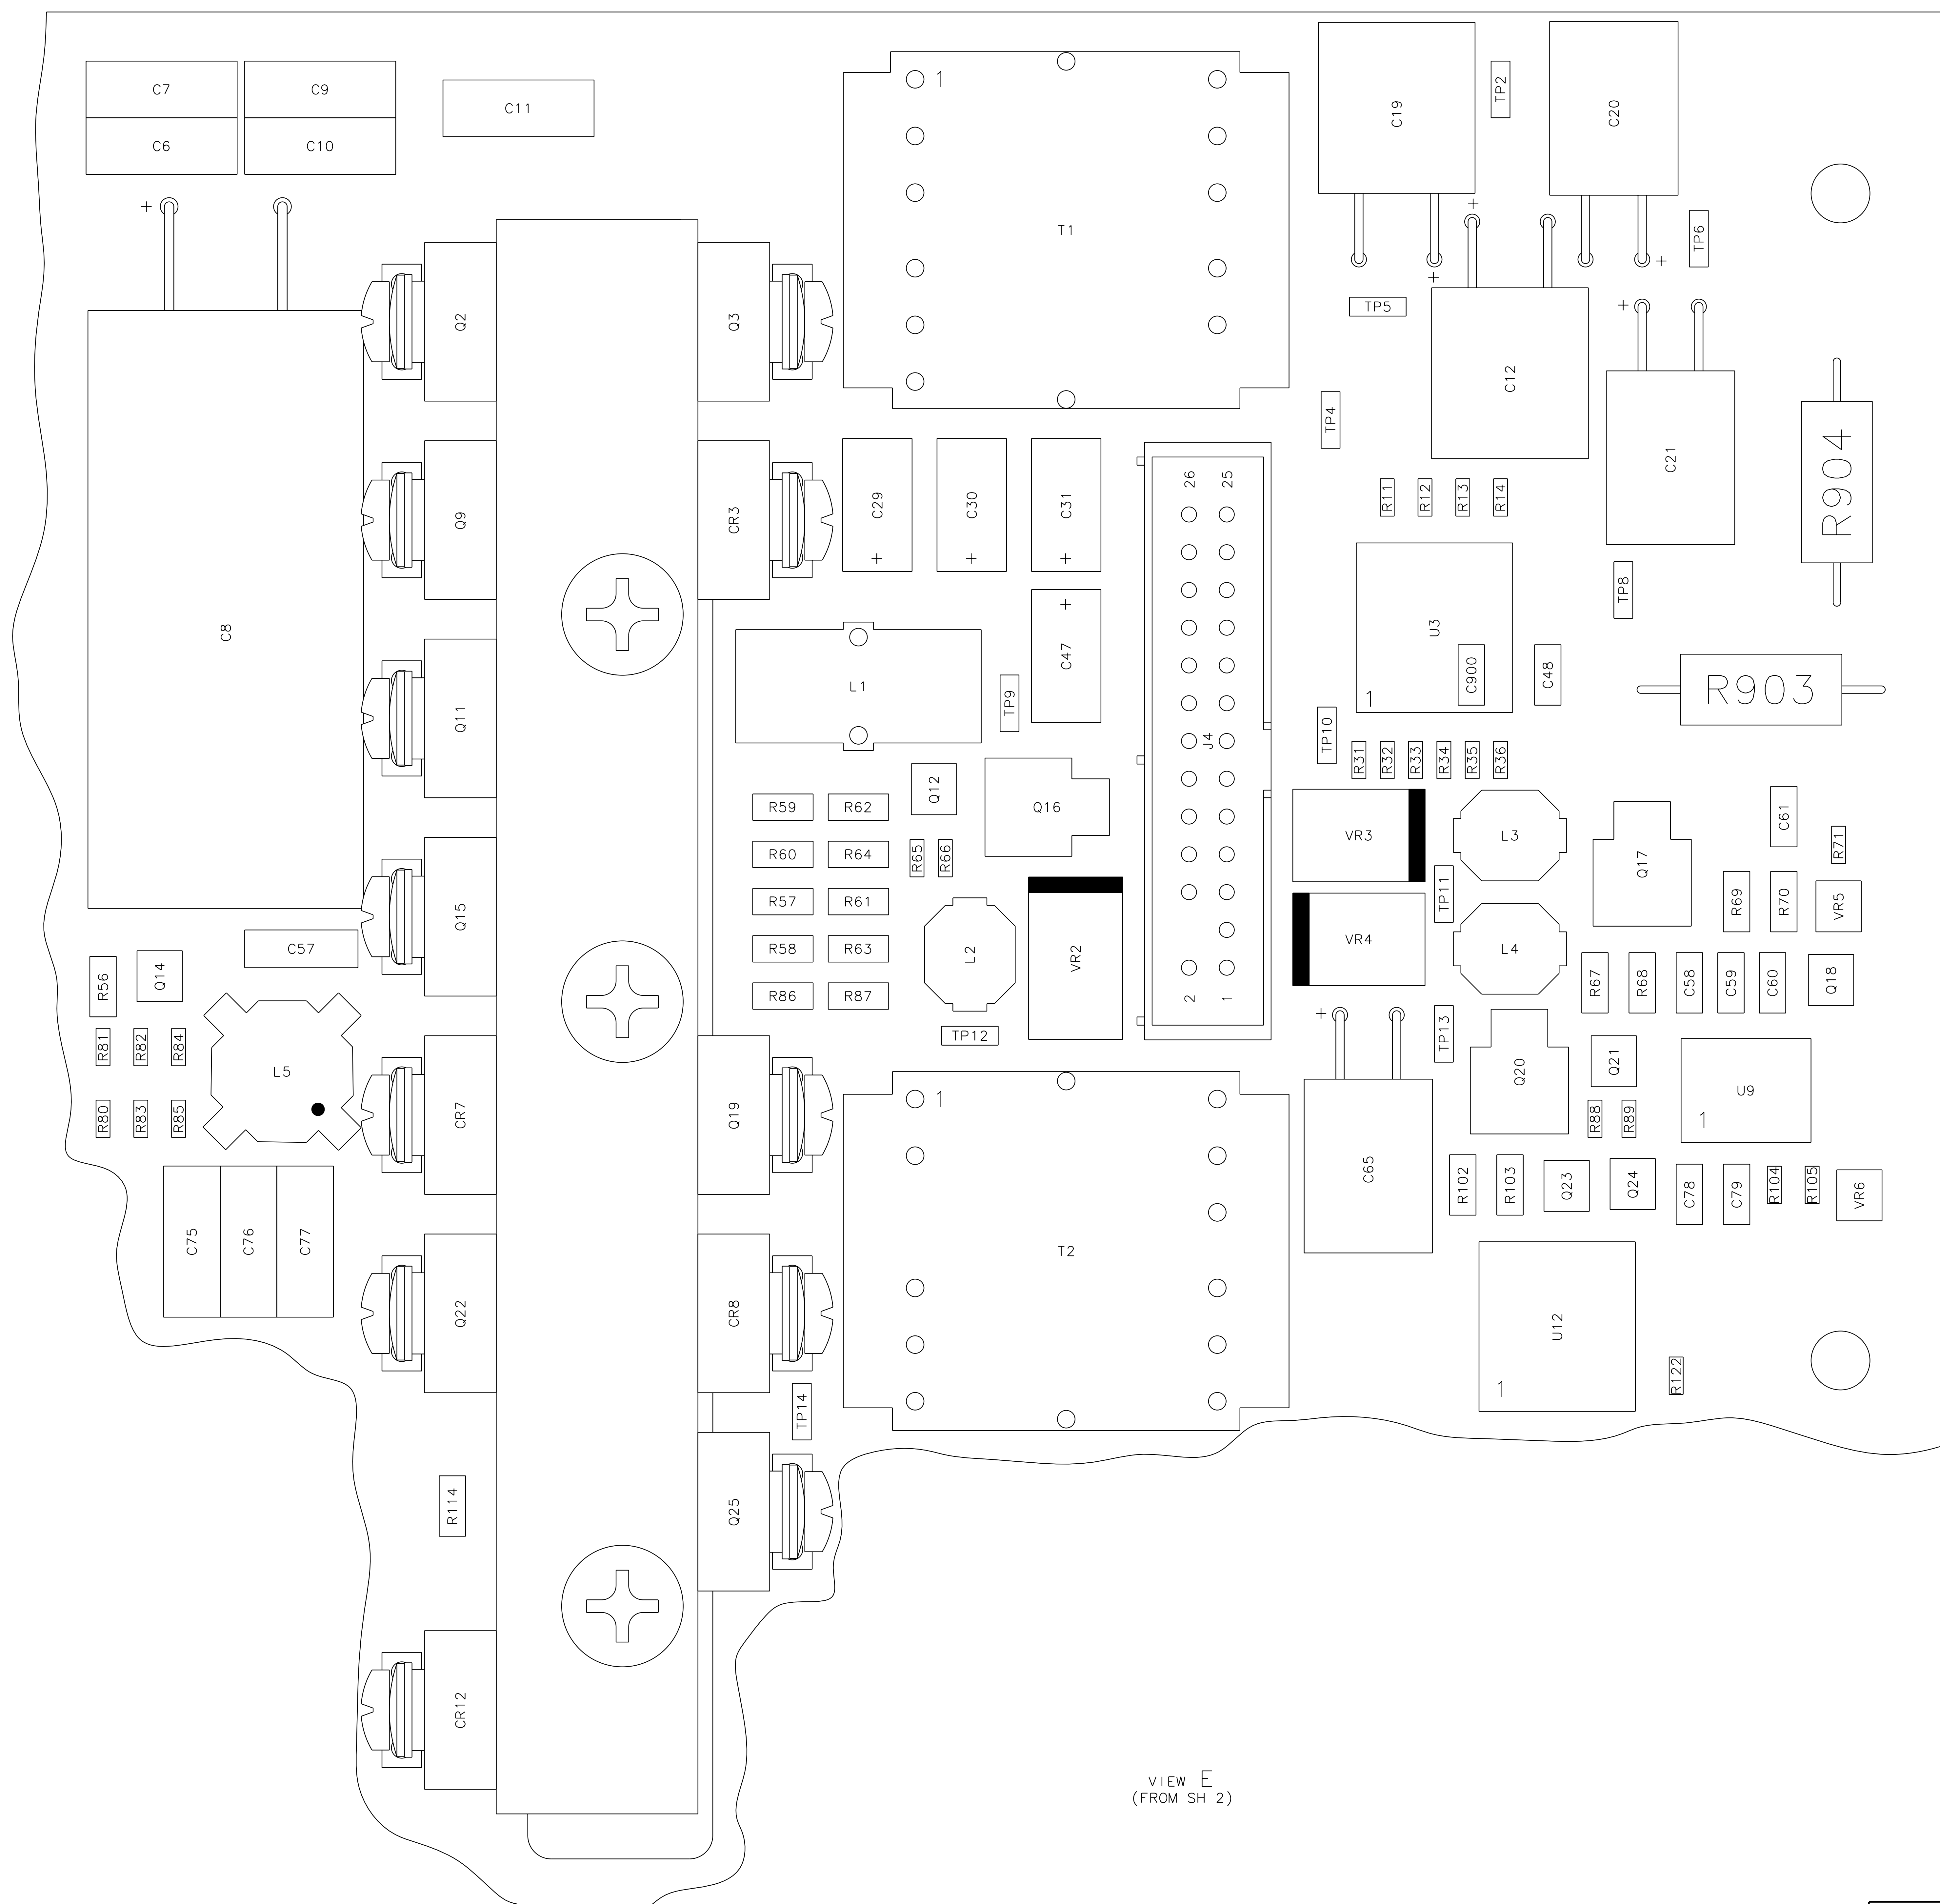 C7
C9
C11
C6
C10
1
T1
C19
TP2
C20
+
+
+
+
+
TP6
TP5
Q2
Q3
C12
TP4
C21
R904
C8
Q9
CR3
C29
+
C30
+
C31
+
26
25
R11
R12
R13
R14
TP8
+
C47
U3
C900
C48
1
R903
Q11
L1
TP9
J4
TP10
R31
R32
R33
R34
R35
R36
R59
R62
Q12
Q16
VR3
L3
Q17
C61
R71
R60
R64
R65
R66
TP11
Q15
R57
R61
R69
R70
VR5
C57
R58
R63
L2
VR2
VR4
L4
R56
Q14
R67
R68
C58
C59
C60
Q18
R86
R87
2
1
+
TP12
TP13
R81
R82
R84
L5
Q20
Q21
U9
1
R80
R83
R85
CR7
Q19
1
R88
R89
C65
R102
R103
Q23
Q24
C78
C79
R104
R105
VR6
C75
C76
C77
T2
Q22
CR8
U12
1
R122
TP14
R114
Q25
CR12
VIEW E
(FROM SH 2)